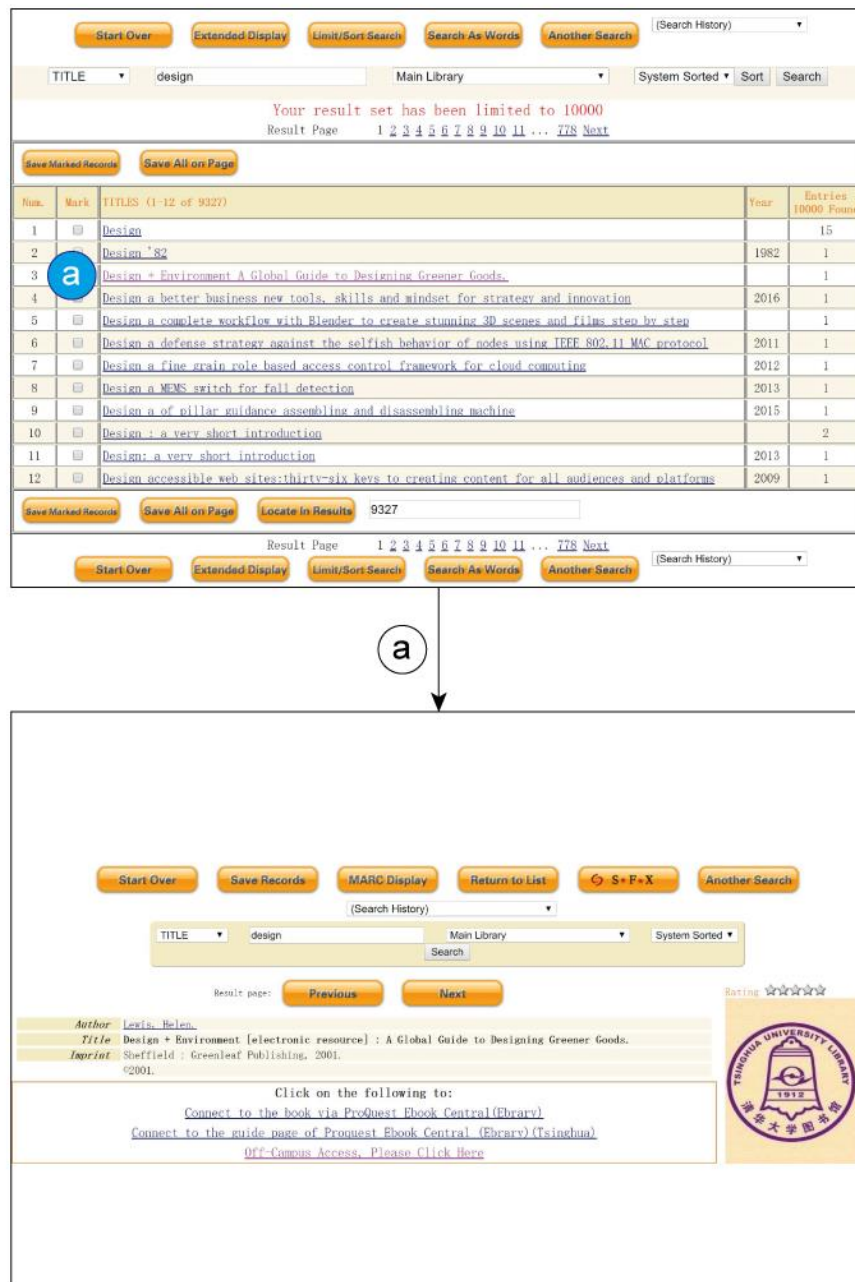 Start Over Extended Display Limit/Sort Search Search As Words Another Search (Search History)
TITLE design Main Library System Sorted Sort Search
Your result set has been limited to 10000
Result Page 1 2 3 4 5 6 7 8 9 10 11 ... 778 Next
Save Marked Records Save All on Page
Num. Mark TITLES (1-12 of 9327) Year Entries
10000 Found
1 Design 15
2 Design '82 1982 1
a
3 Design + Environment A Global Guide to Designing Greener Goods. 1
4 Design a better business new tools, skills and mindset for strategy and innovation 2016 1
5 Design a complete workflow with Blender to create stunning 3D scenes and films step by step 1
6 Design a defense strategy against the selfish behavior of nodes using IEEE 802.11 MAC protocol 2011 1
7 Design a fine grain role based access control framework for cloud computing 2012 1
8 Design a MEMS switch for fall detection 2013 1
9 Design a of pillar guidance assembling and disassembling machine 2015 1
10 Design : a very short introduction 2
11 Design: a very short introduction 2013 1
12 Design accessible web sites:thirty-six keys to creating content for all audiences and platforms 2009 1
Save Marked Records Save All on Page Locate In Results 9327
Result Page 1 2 3 4 5 6 7 8 9 10 11 ... 778 Next
Start Over Extended Display Limit/Sort Search Search As Words Another Search (Search History)
a
Start Over Save Records MARC Display Return to List S•F•X Another Search
(Search History)
TITLE design Main Library System Sorted
Search
Result page: Previous Next Rating
Author Lewis, Helen.
Title Design + Environment [electronic resource] : A Global Guide to Designing Greener Goods.
Imprint Sheffield : Greenleaf Publishing, 2001.
©2001.
Click on the following to:
Connect to the book via ProQuest Ebook Central(Ebrary)
Connect to the guide page of Proquest Ebook Central (Ebrary)(Tsinghua)
Off-Campus Access, Please Click Here
TSINGHUA UNIVERSITY LIBRARY
1912
清华大学图书馆